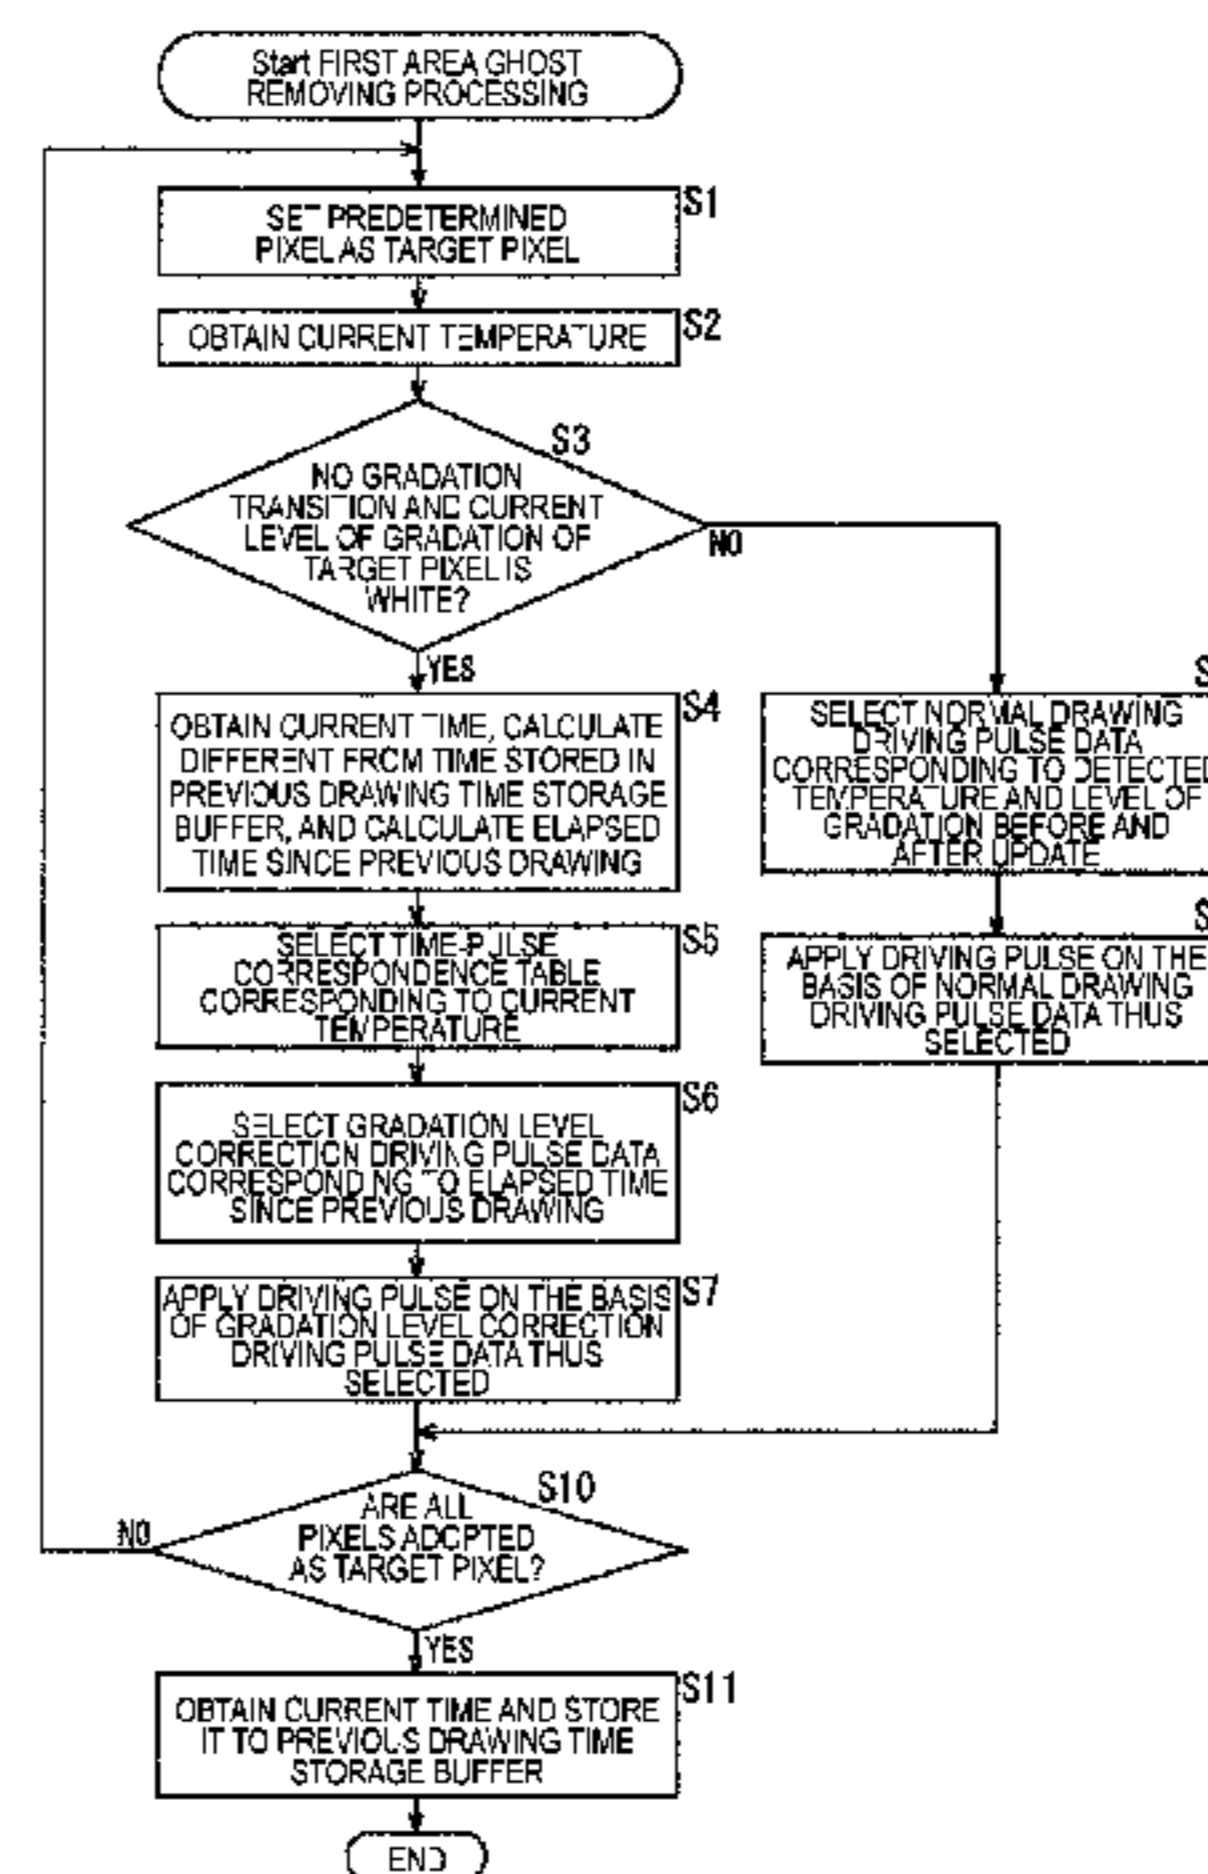 Start FIRST AREA GHOST
REMOVING PROCESSING
S1
SET PREDETERMINED
PIXEL AS TARGET PIXEL
S2
OBTAIN CURRENT TEMPERATURE
S3
NO GRADATION
TRANSITION AND CURRENT
LEVEL OF GRADATION OF
TARGET PIXEL IS
WHITE?
NO
YES
S4
OBTAIN CURRENT TIME, CALCULATE
DIFFERENT FROM TIME STORED IN
PREVIOUS DRAWING TIME STORAGE
BUFFER, AND CALCULATE ELAPSED
TIME SINCE PREVIOUS DRAWING
S
SELECT NORMAL DRAWING
DRIVING PULSE DATA
CORRESPONDING TO DETECTED
TEMPERATURE AND LEVEL OF
GRADATION BEFORE AND
AFTER UPDATE
S5
SELECT TIME-PULSE
CORRESPONDENCE TABLE
CORRESPONDING TO CURRENT
TEMPERATURE
S
APPLY DRIVING PULSE ON THE
BASIS OF NORMAL DRAWING
DRIVING PULSE DATA THUS
SELECTED
S6
SELECT GRADATION LEVEL
CORRECTION DRIVING PULSE DATA
CORRESPONDING TO ELAPSED TIME
SINCE PREVIOUS DRAWING
S7
APPLY DRIVING PULSE ON THE BASIS
OF GRADATION LEVEL CORRECTION
DRIVING PULSE DATA THUS
SELECTED
S10
ARE ALL
PIXELS ADOPTED
AS TARGET PIXEL?
NO
YES
S11
OBTAIN CURRENT TIME AND STORE
IT TO PREVIOUS DRAWING TIME
STORAGE BUFFER
END